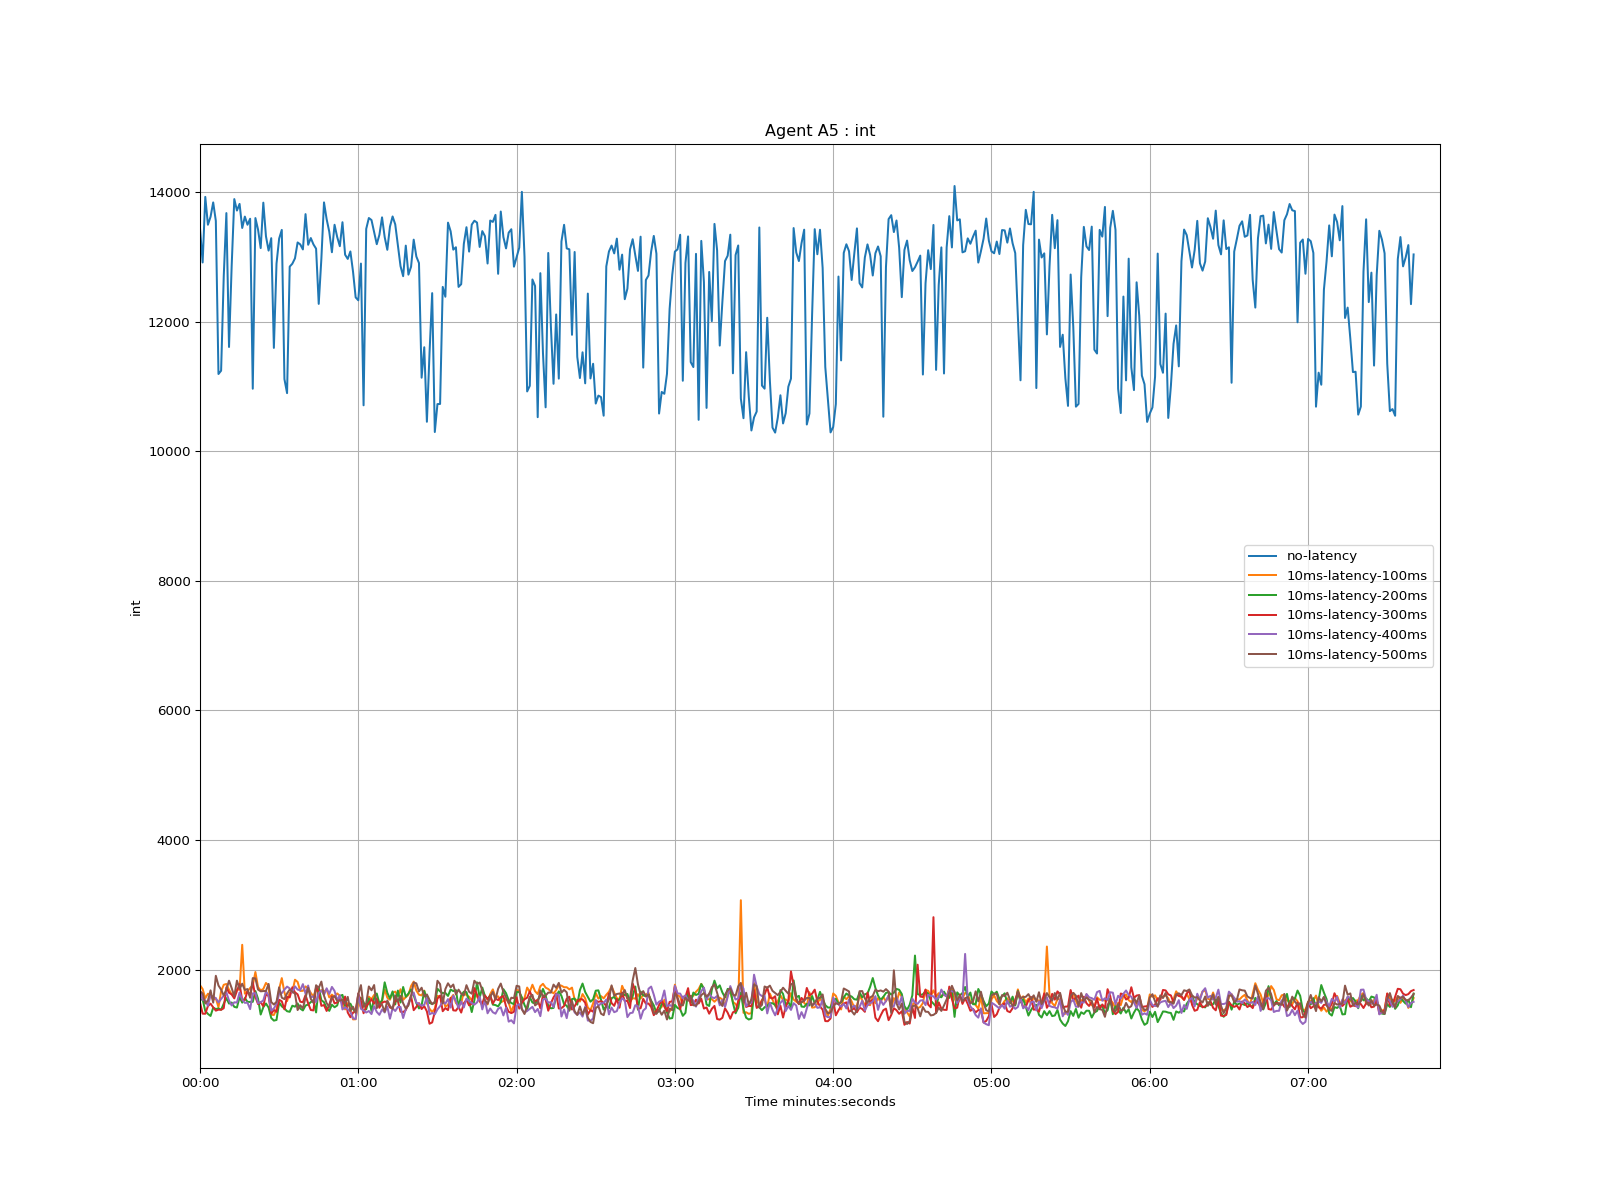 Agent A5 : int
14000
12000
10000
8000
6000
4000
2000
int
no-latency
10ms-latency-100ms
10ms-latency-200ms
10ms-latency-300ms
10ms-latency-400ms
10ms-latency-500ms
00:00 01:00 02:00 03:00 04:00 05:00 06:00 07:00
Time minutes:seconds